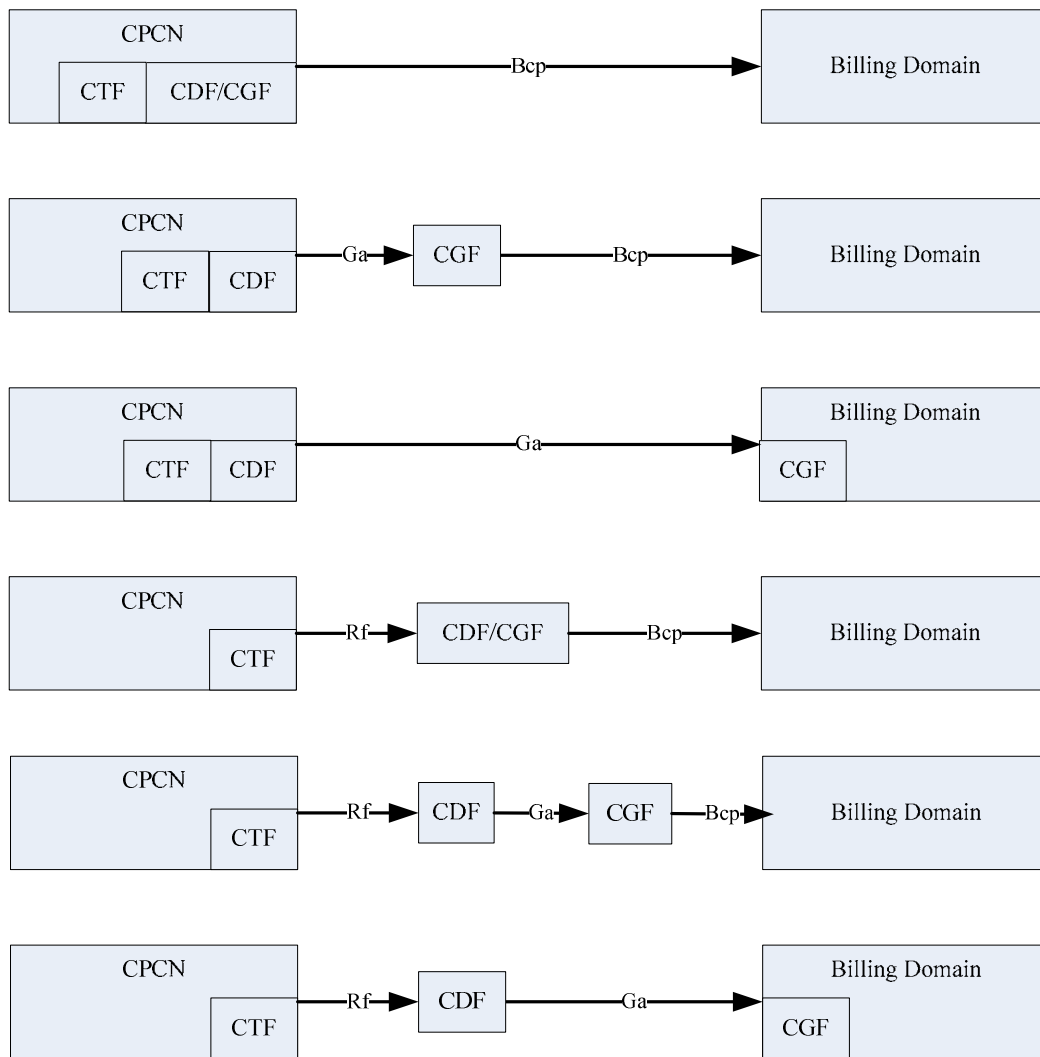 CPCN
CTF
CDF/CGF
Bcp
Billing Domain
CPCN
CTF
CDF
Ga
CGF
Bcp
Billing Domain
CPCN
CTF
CDF
Ga
Billing Domain
CGF
CPCN
CTF
Rf
CDF/CGF
Bcp
Billing Domain
CPCN
CTF
Rf
CDF
Ga
CGF
Bcp
Billing Domain
CPCN
CTF
Rf
CDF
Ga
Billing Domain
CGF